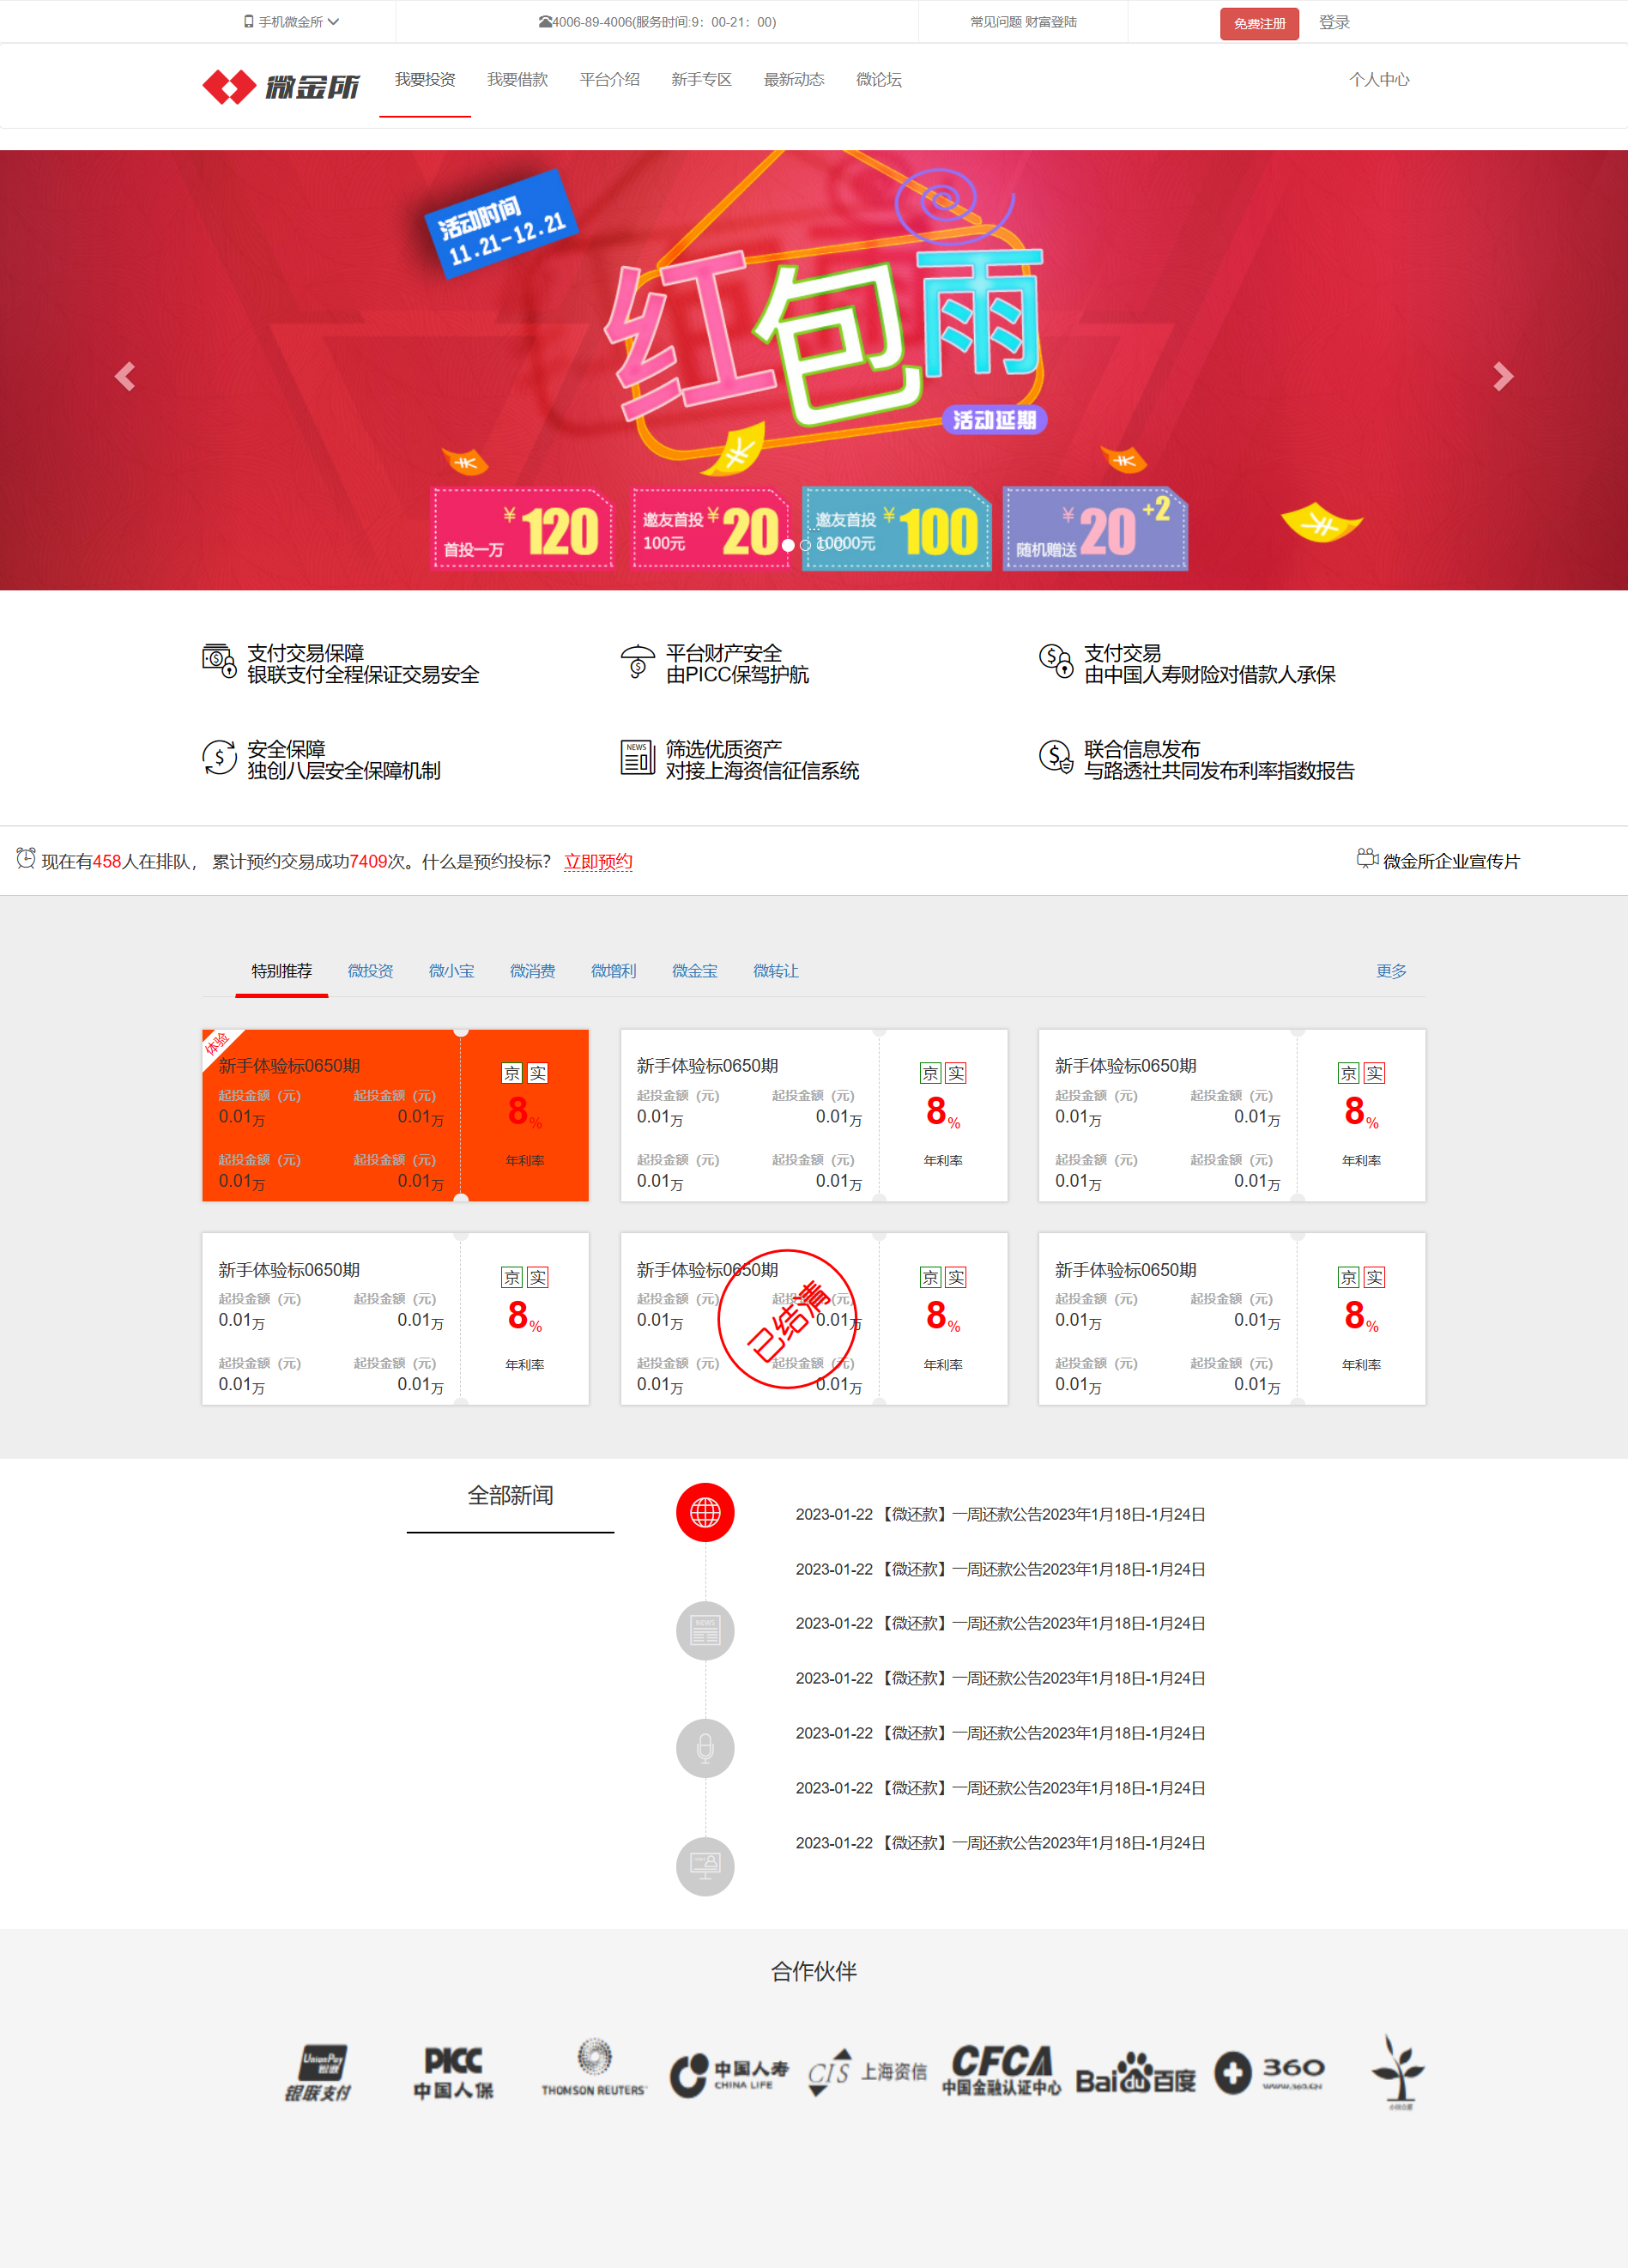 手机微金所
4006-89-4006(服务时间:9：00-21：00)
常见问题 财富登陆
免费注册
登录
微金所
我要投资
我要借款
平台介绍
新手专区
最新动态
微论坛
个人中心
活动时间
11.21-12.21
红包雨
活动延期
首投一万
¥120
邀友首投
100元
¥20
邀友首投
10000元
¥100
随机赠送
¥20+2
支付交易保障
银联支付全程保证交易安全
平台财产安全
由PICC保驾护航
支付交易
由中国人寿财险对借款人承保
安全保障
独创八层安全保障机制
NEWS
筛选优质资产
对接上海资信征信系统
联合信息发布
与路透社共同发布利率指数报告
现在有458人在排队， 累计预约交易成功7409次。什么是预约投标？ 立即预约
微金所企业宣传片
特别推荐
微投资
微小宝
微消费
微增利
微金宝
微转让
更多
体验
新手体验标0650期
起投金额（元） 起投金额（元）
0.01万 0.01万
起投金额（元） 起投金额（元）
0.01万 0.01万
京 实
8%
年利率
新手体验标0650期
起投金额（元） 起投金额（元）
0.01万 0.01万
起投金额（元） 起投金额（元）
0.01万 0.01万
京 实
8%
年利率
新手体验标0650期
起投金额（元） 起投金额（元）
0.01万 0.01万
起投金额（元） 起投金额（元）
0.01万 0.01万
京 实
8%
年利率
新手体验标0650期
起投金额（元） 起投金额（元）
0.01万 0.01万
起投金额（元） 起投金额（元）
0.01万 0.01万
京 实
8%
年利率
新手体验标0650期
起投金额（元） 起投金额（元）
0.01万 0.01万
起投金额（元） 起投金额（元）
0.01万 0.01万
已结清
京 实
8%
年利率
新手体验标0650期
起投金额（元） 起投金额（元）
0.01万 0.01万
起投金额（元） 起投金额（元）
0.01万 0.01万
京 实
8%
年利率
全部新闻
NEWS
2023-01-22 【微还款】一周还款公告2023年1月18日-1月24日
2023-01-22 【微还款】一周还款公告2023年1月18日-1月24日
2023-01-22 【微还款】一周还款公告2023年1月18日-1月24日
2023-01-22 【微还款】一周还款公告2023年1月18日-1月24日
2023-01-22 【微还款】一周还款公告2023年1月18日-1月24日
2023-01-22 【微还款】一周还款公告2023年1月18日-1月24日
2023-01-22 【微还款】一周还款公告2023年1月18日-1月24日
合作伙伴
UnionPay
银联
银联支付
PICC
中国人保
THOMSON REUTERS
中国人寿
CHINA LIFE
CIS 上海资信
CFCA
中国金融认证中心
Bai du 百度
360
WWW.360.CN